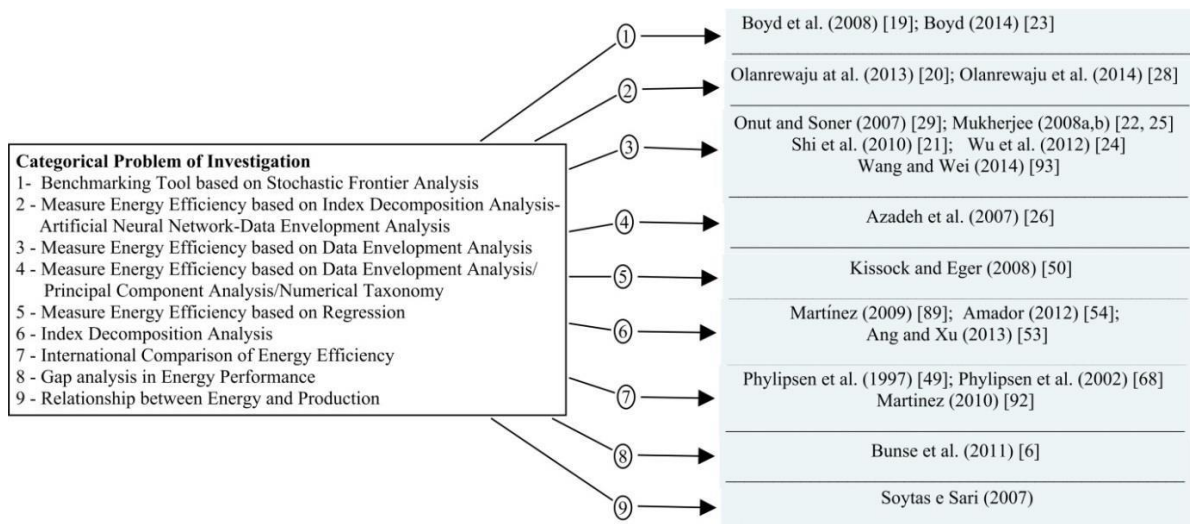 Categorical Problem of Investigation
1- Benchmarking Tool based on Stochastic Frontier Analysis
2 - Measure Energy Efficiency based on Index Decomposition Analysis-
Artificial Neural Network-Data Envelopment Analysis
3 - Measure Energy Efficiency based on Data Envelopment Analysis
4 - Measure Energy Efficiency based on Data Envelopment Analysis/
Principal Component Analysis/Numerical Taxonomy
5 - Measure Energy Efficiency based on Regression
6 - Index Decomposition Analysis
7 - International Comparison of Energy Efficiency
8 - Gap analysis in Energy Performance
9 - Relationship between Energy and Production
1
Boyd et al. (2008) [19]; Boyd (2014) [23]
2
Olanrewaju at al. (2013) [20]; Olanrewaju et al. (2014) [28]
3
Onut and Soner (2007) [29]; Mukherjee (2008a,b) [22, 25]
Shi et al. (2010) [21]; Wu et al. (2012) [24]
Wang and Wei (2014) [93]
4
Azadeh et al. (2007) [26]
5
Kissock and Eger (2008) [50]
6
Martínez (2009) [89]; Amador (2012) [54];
Ang and Xu (2013) [53]
7
Phylipsen et al. (1997) [49]; Phylipsen et al. (2002) [68]
Martinez (2010) [92]
8
Bunse et al. (2011) [6]
9
Soytas e Sari (2007)